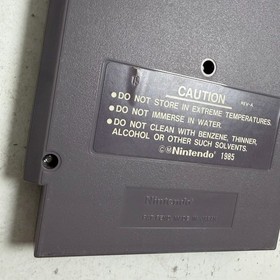 CAUTION
REV-A
•DO NOT STORE IN EXTREME TEMPERATURES.
•DO NOT IMMERSE IN WATER.
•DO NOT CLEAN WITH BENZENE, THINNER,
ALCOHOL OR OTHER SUCH SOLVENTS.
©Ⓜ Nintendo® 1985
Nintendo